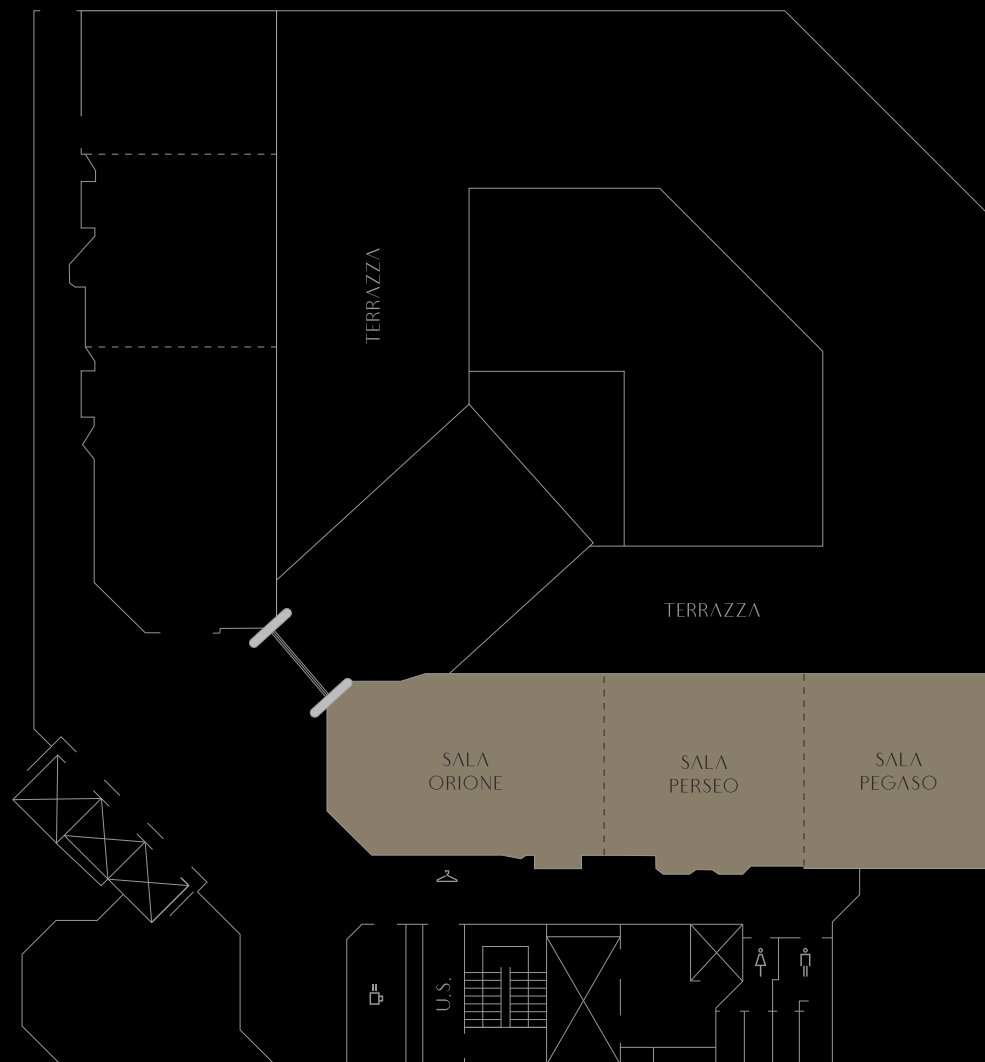 TERRAZZA
TERRAZZA
SALA
ORIONE
SALA
PERSEO
SALA
PEGASO
U.S.